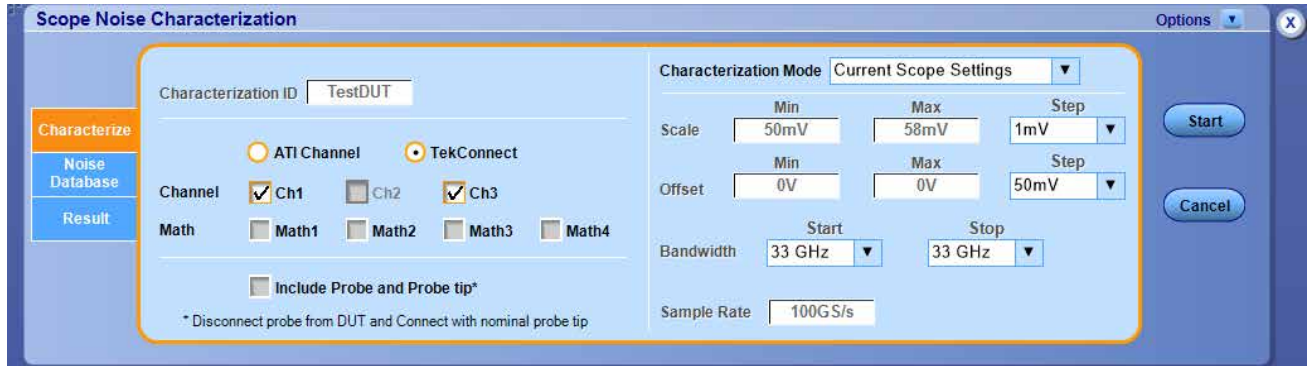 Scope Noise Characterization
Options
X
Characterize
Noise
Database
Result
Characterization ID TestDUT
ATI Channel TekConnect
Channel Ch1 Ch2 Ch3
Math Math1 Math2 Math3 Math4
Include Probe and Probe tip*
* Disconnect probe from DUT and Connect with nominal probe tip
Characterization Mode Current Scope Settings
Min Max Step
Scale 50mV 58mV 1mV
Min Max Step
Offset 0V 0V 50mV
Start Stop
Bandwidth 33 GHz 33 GHz
Sample Rate 100GS/s
Start
Cancel